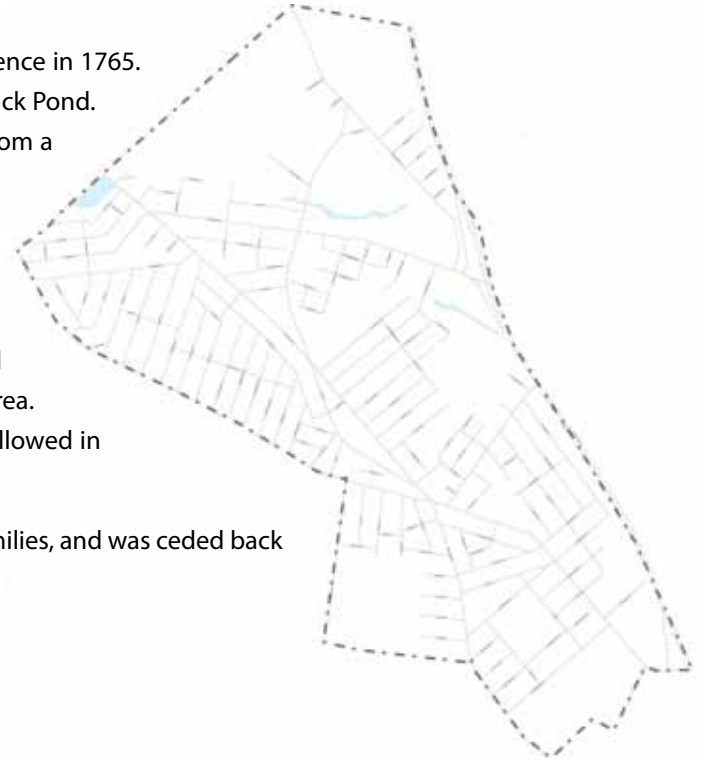 ence in 1765.
ck Pond.
om a
rea.
llowed in
nilies, and was ceded back